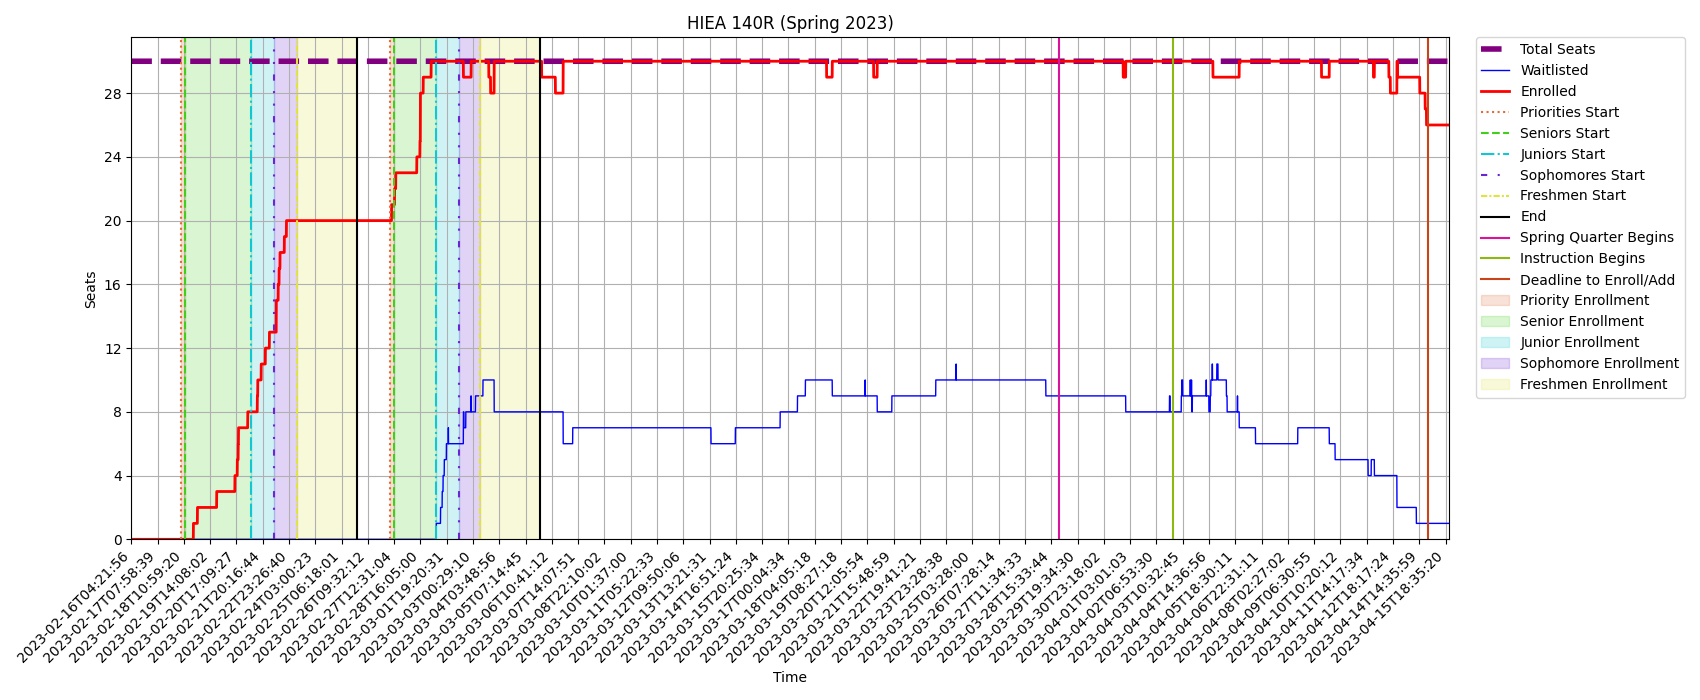 HIEA 140R (Spring 2023)
Seats
28
24
20
16
12
8
4
0
2023-02-16T04:21:56
2023-02-17T07:58:39
2023-02-18T10:59:20
2023-02-19T14:08:02
2023-02-20T17:09:27
2023-02-21T20:16:44
2023-02-22T23:26:40
2023-02-24T03:00:23
2023-02-25T06:18:01
2023-02-26T09:32:12
2023-02-27T12:31:04
2023-02-28T16:05:00
2023-03-01T19:20:31
2023-03-03T00:29:16
2023-03-04T03:48:56
2023-03-05T07:14:45
2023-03-06T10:41:12
2023-03-07T14:07:51
2023-03-08T22:10:02
2023-03-10T01:37:00
2023-03-11T05:22:33
2023-03-12T09:50:06
2023-03-13T13:21:31
2023-03-14T16:51:24
2023-03-15T20:25:34
2023-03-17T00:04:34
2023-03-18T04:05:18
2023-03-19T08:27:18
2023-03-20T12:05:54
2023-03-21T15:48:59
2023-03-22T19:41:21
2023-03-23T23:28:38
2023-03-25T03:28:00
2023-03-26T07:28:14
2023-03-27T11:34:33
2023-03-28T15:33:44
2023-03-29T19:34:30
2023-03-30T23:18:02
2023-04-01T03:01:03
2023-04-02T06:53:30
2023-04-03T10:32:45
2023-04-04T14:36:56
2023-04-05T18:30:11
2023-04-06T22:31:11
2023-04-08T02:27:02
2023-04-09T06:30:55
2023-04-10T10:20:12
2023-04-11T14:17:34
2023-04-12T18:17:24
2023-04-14T14:35:59
2023-04-15T18:35:20
Time
Total Seats
Waitlisted
Enrolled
Priorities Start
Seniors Start
Juniors Start
Sophomores Start
Freshmen Start
End
Spring Quarter Begins
Instruction Begins
Deadline to Enroll/Add
Priority Enrollment
Senior Enrollment
Junior Enrollment
Sophomore Enrollment
Freshmen Enrollment